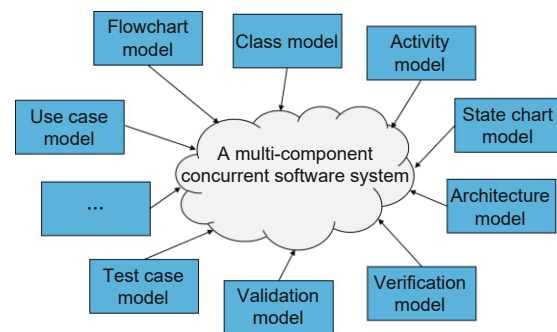 Flowchart
model
Class model
Activity
model
Use case
model
State chart
model
A multi-component
concurrent software system
...
Architecture
model
Test case
model
Validation
model
Verification
model